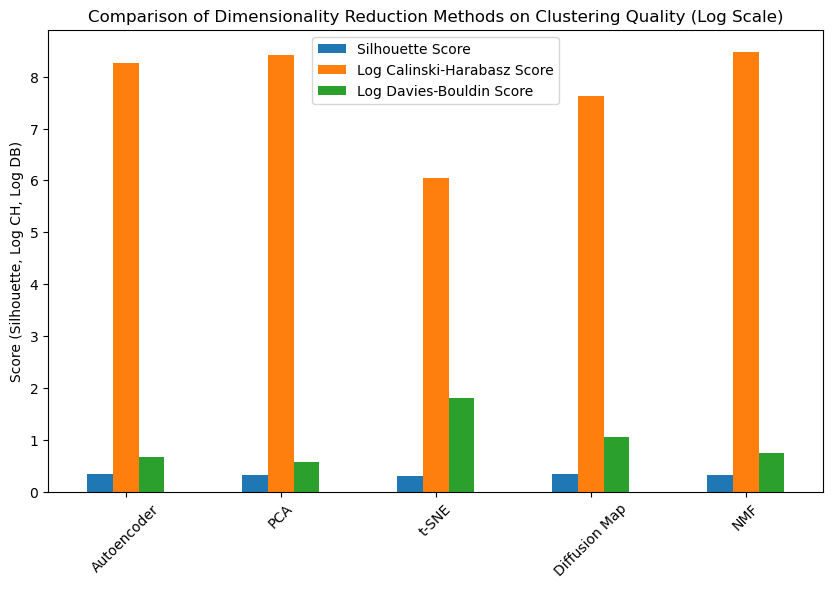 Comparison of Dimensionality Reduction Methods on Clustering Quality (Log Scale)
Silhouette Score
Log Calinski-Harabasz Score
Log Davies-Bouldin Score
Score (Silhouette, Log CH, Log DB)
8
7
6
5
4
3
2
1
0
Autoencoder
PCA
t-SNE
Diffusion Map
NMF